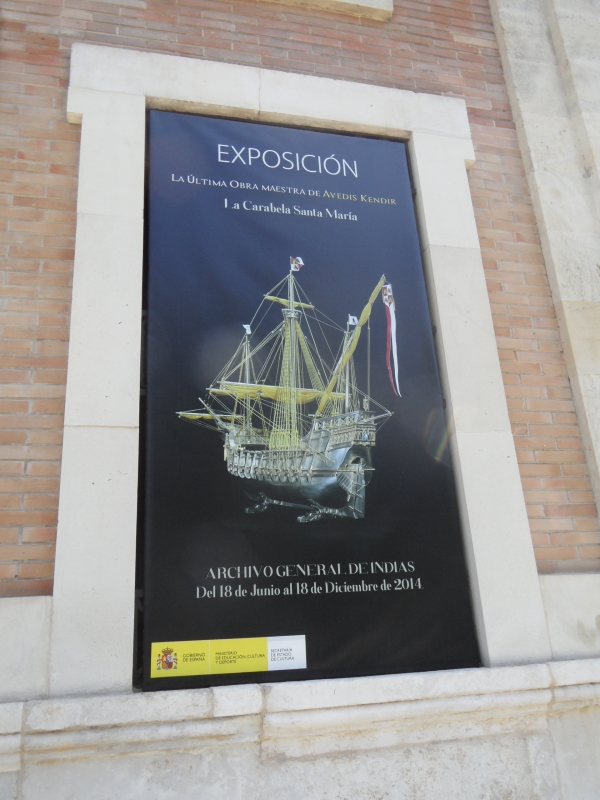 EXPOSICIÓN
LA ÚLTIMA OBRA MAESTRA DE AVEDIS KENDIR
La Carabela Santa María
ARCHIVO GENERAL DE INDIAS
Del 18 de Junio al 18 de Diciembre de 2014.
GOBIERNO DE ESPAÑA
MINISTERIO DE EDUCACIÓN, CULTURA Y DEPORTE
SECRETARÍA DE ESTADO DE CULTURA